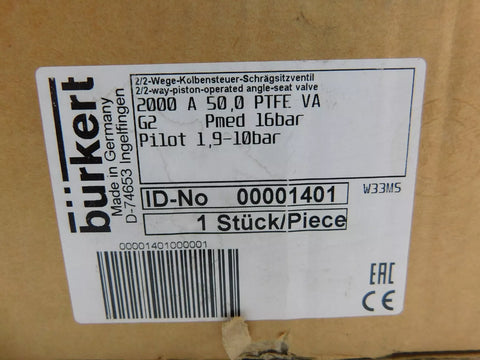 bürkert
Made in Germany
D-74653 Ingelfingen
2/2-Wege-Kolbensteuer-Schrägsitzventil
2/2-way-piston-operated angle-seat valve
2000 A 50,0 PTFE VA
G2 Pmed 16bar
Pilot 1,9-10bar
ID-No 00001401
W33MS
1 Stück/Piece
00001401000001
EAC
CE